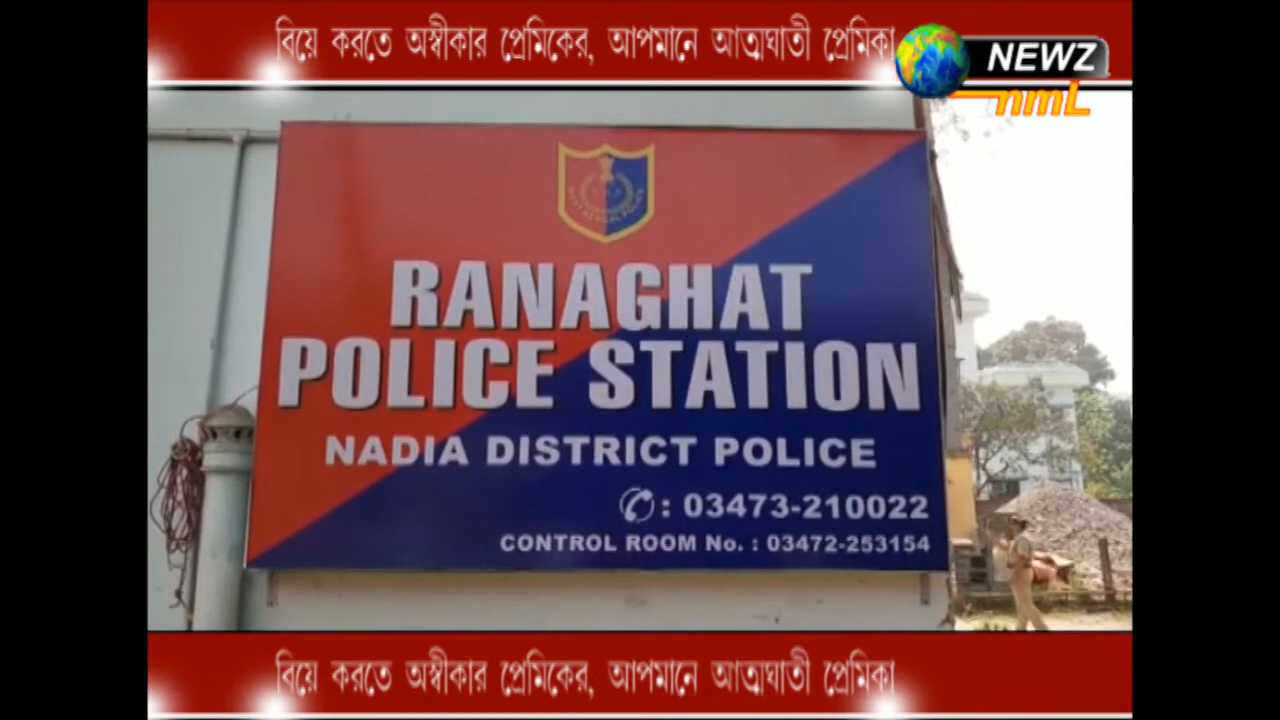 বিয়ে করতে অস্বীকার প্রেমিকের, আপমানে আত্মঘাতী প্রেমিকা
NEWZ
nmL
RANAGHAT
POLICE STATION
NADIA DISTRICT POLICE
✆: 03473-210022
CONTROL ROOM No. : 03472-253154
বিয়ে করতে অস্বীকার প্রেমিকের, আপমানে আত্মঘাতী প্রেমিকা